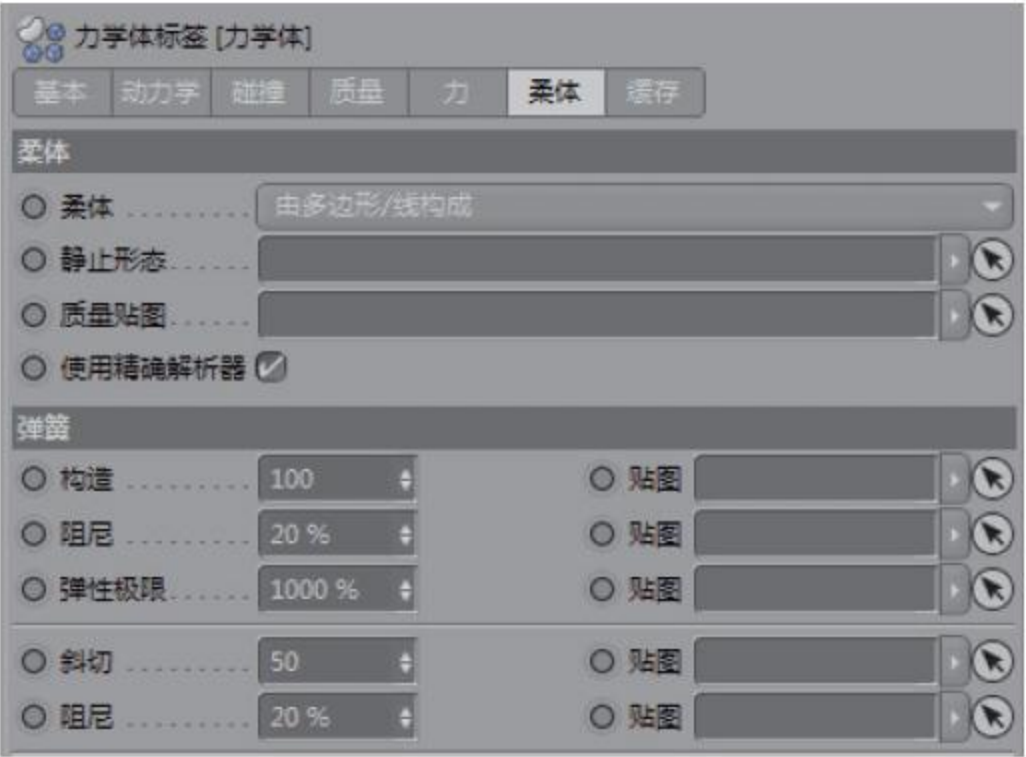 力学体标签 [力学体]
基本 动力学 碰撞 质量 力 柔体 缓存
柔体
柔体 ......... 由多边形/线构成
静止形态 ......
质量贴图 ......
使用精确解析器
弹簧
构造 ......... 100 贴图
阻尼 ......... 20 % 贴图
弹性极限 ...... 1000 % 贴图
斜切 ......... 50 贴图
阻尼 ......... 20 % 贴图